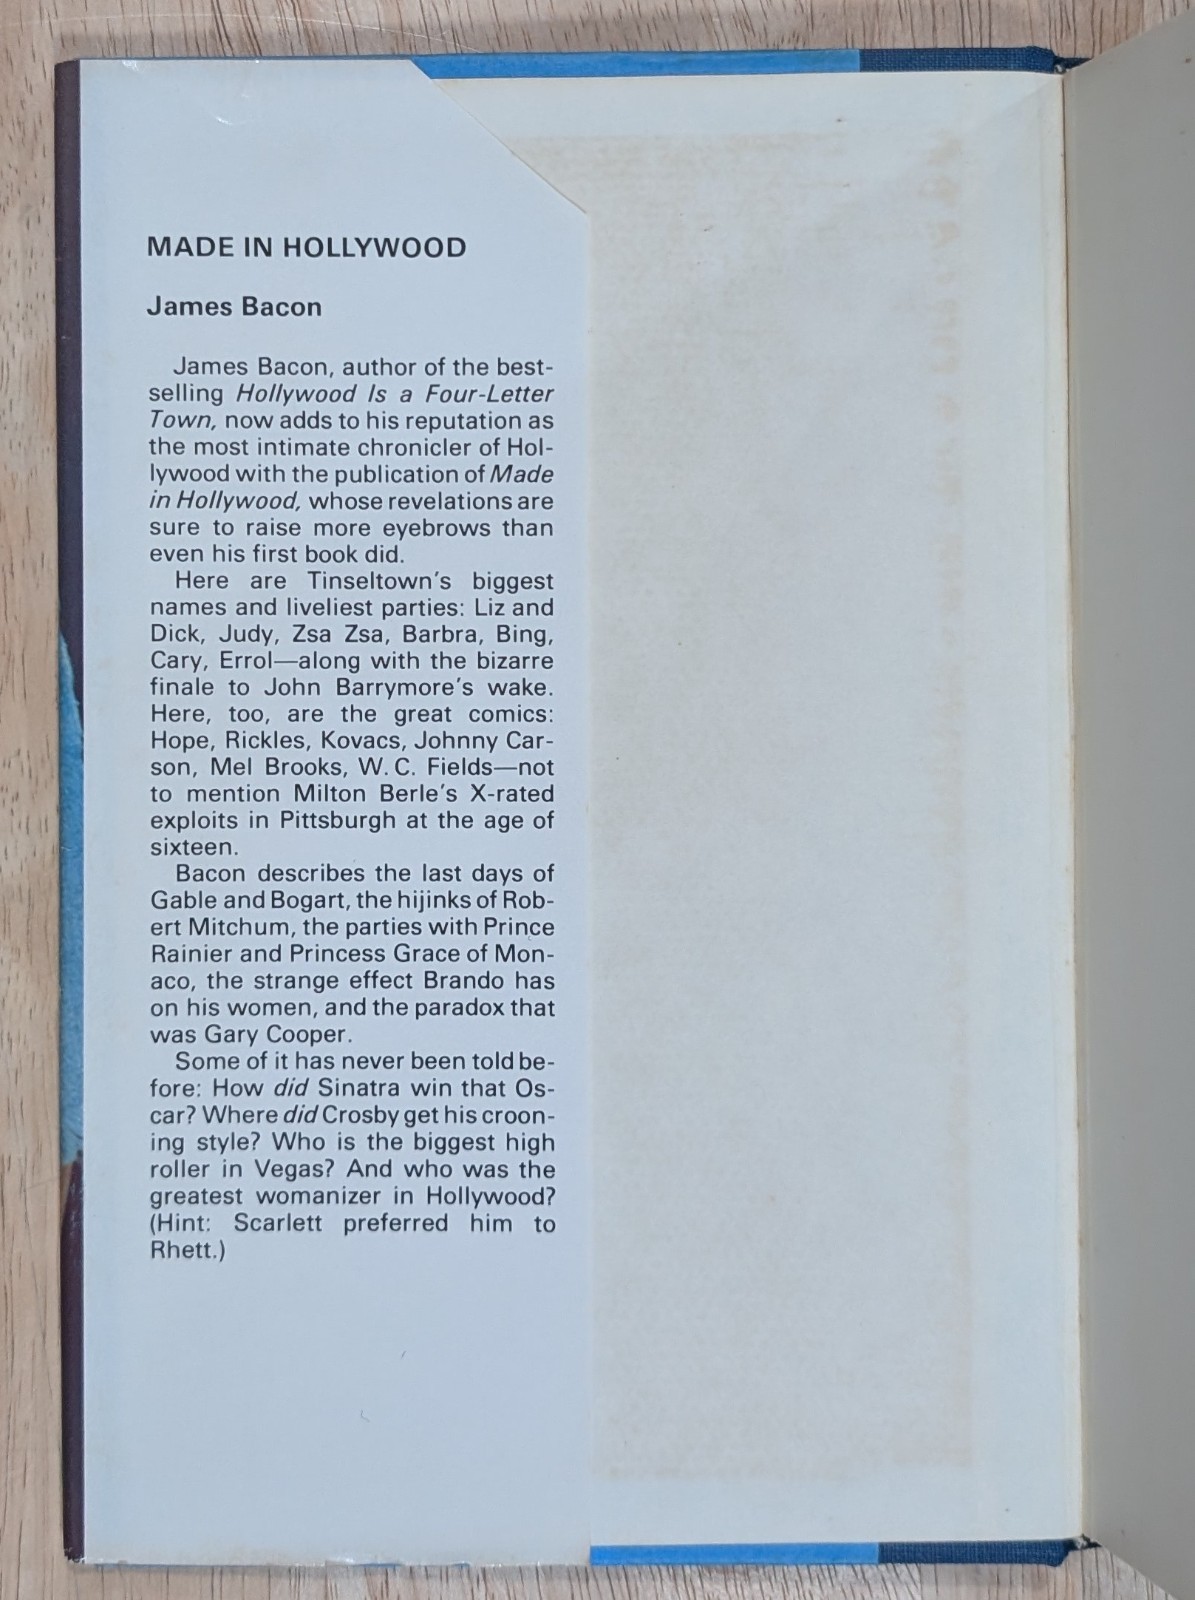 MADE IN HOLLYWOOD
James Bacon
James Bacon, author of the best-
selling Hollywood Is a Four-Letter
Town, now adds to his reputation as
the most intimate chronicler of Hol-
lywood with the publication of Made
in Hollywood, whose revelations are
sure to raise more eyebrows than
even his first book did.
Here are Tinseltown's biggest
names and liveliest parties: Liz and
Dick, Judy, Zsa Zsa, Barbra, Bing,
Cary, Errol—along with the bizarre
finale to John Barrymore's wake.
Here, too, are the great comics:
Hope, Rickles, Kovacs, Johnny Car-
son, Mel Brooks, W. C. Fields—not
to mention Milton Berle's X-rated
exploits in Pittsburgh at the age of
sixteen.
Bacon describes the last days of
Gable and Bogart, the hijinks of Rob-
ert Mitchum, the parties with Prince
Rainier and Princess Grace of Mon-
aco, the strange effect Brando has
on his women, and the paradox that
was Gary Cooper.
Some of it has never been told be-
fore: How did Sinatra win that Os-
car? Where did Crosby get his croon-
ing style? Who is the biggest high
roller in Vegas? And who was the
greatest womanizer in Hollywood?
(Hint: Scarlett preferred him to
Rhett.)